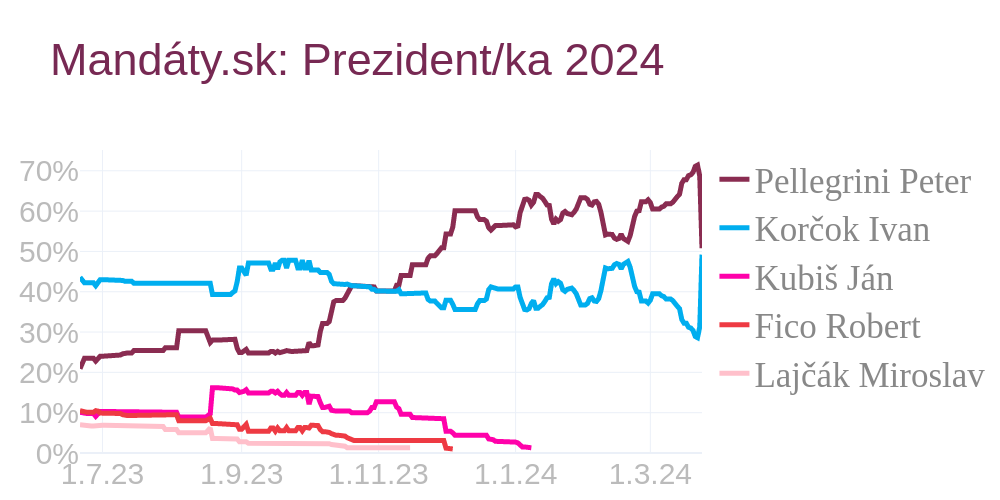 Mandáty.sk: Prezident/ka 2024
70%
60%
50%
40%
30%
20%
10%
0%
1.7.23 1.9.23 1.11.23 1.1.24 1.3.24
Pellegrini Peter
Korčok Ivan
Kubiš Ján
Fico Robert
Lajčák Miroslav